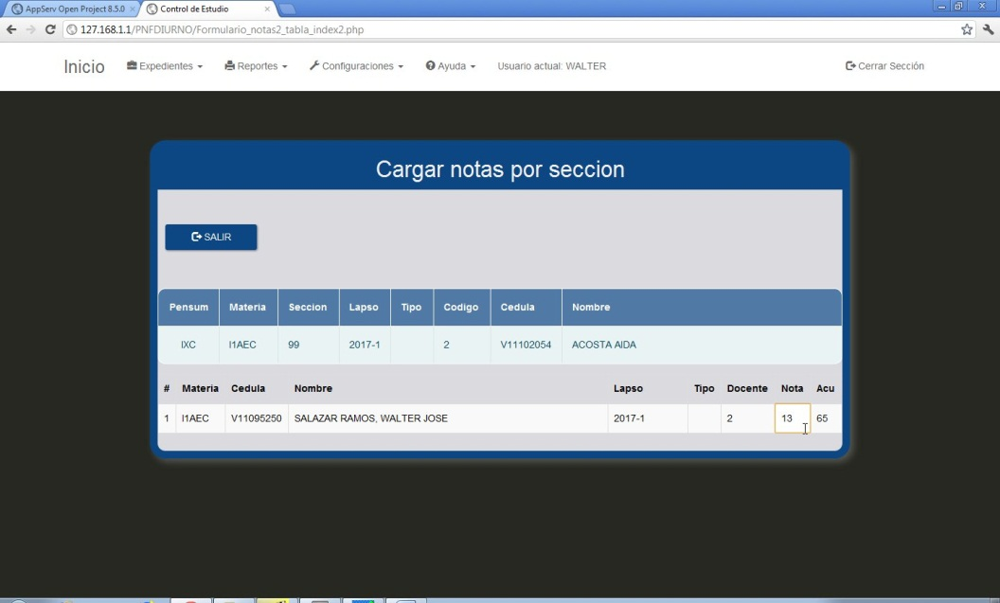 AppServ Open Project 8.5.0 × Control de Estudio ×
127.168.1.1/PNFDIURNO/Formulario_notas2_tabla_index2.php
Inicio Expedientes Reportes Configuraciones Ayuda Usuario actual: WALTER Cerrar Sección
Cargar notas por seccion
SALIR
Pensum Materia Seccion Lapso Tipo Codigo Cedula Nombre
IXC I1AEC 99 2017-1 2 V11102054 ACOSTA AIDA
# Materia Cedula Nombre Lapso Tipo Docente Nota Acu
1 I1AEC V11095250 SALAZAR RAMOS, WALTER JOSE 2017-1 2 13 65